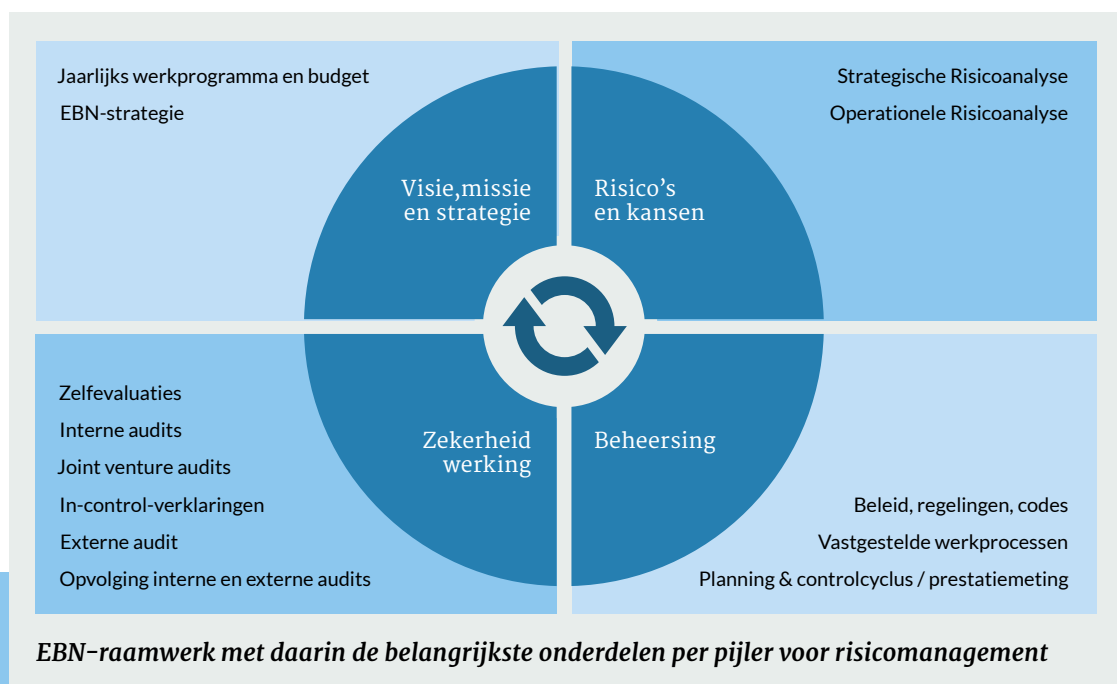 Jaarlijks werkprogramma en budget
EBN-strategie
Visie,missie
en strategie
Risico’s
en kansen
Strategische Risicoanalyse
Operationele Risicoanalyse
Zelfevaluaties
Interne audits
Joint venture audits
In-control-verklaringen
Externe audit
Opvolging interne en externe audits
Zekerheid
werking
Beheersing
Beleid, regelingen, codes
Vastgestelde werkprocessen
Planning & controlcyclus / prestatiemeting
EBN-raamwerk met daarin de belangrijkste onderdelen per pijler voor risicomanagement